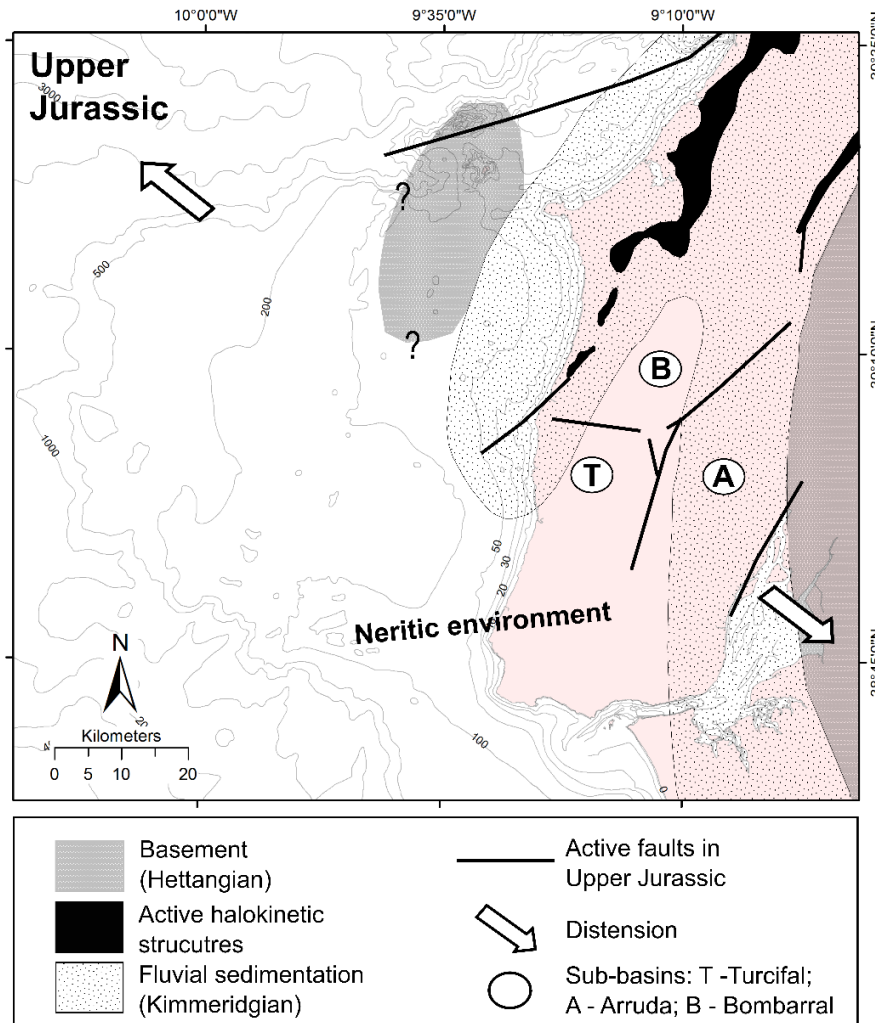 10°0'0"W 9°35'0"W 9°10'0"W
Upper
Jurassic
3000
500
200
1000
?
?
B
T
A
50
30
20
Neritic environment
N
Kilometers
0 5 10 20
100
0
Basement
(Hettangian)
Active halokinetic
strucutres
Fluvial sedimentation
(Kimmeridgian)
Active faults in
Upper Jurassic
Distension
Sub-basins: T -Turcifal;
A - Arruda; B - Bombarral